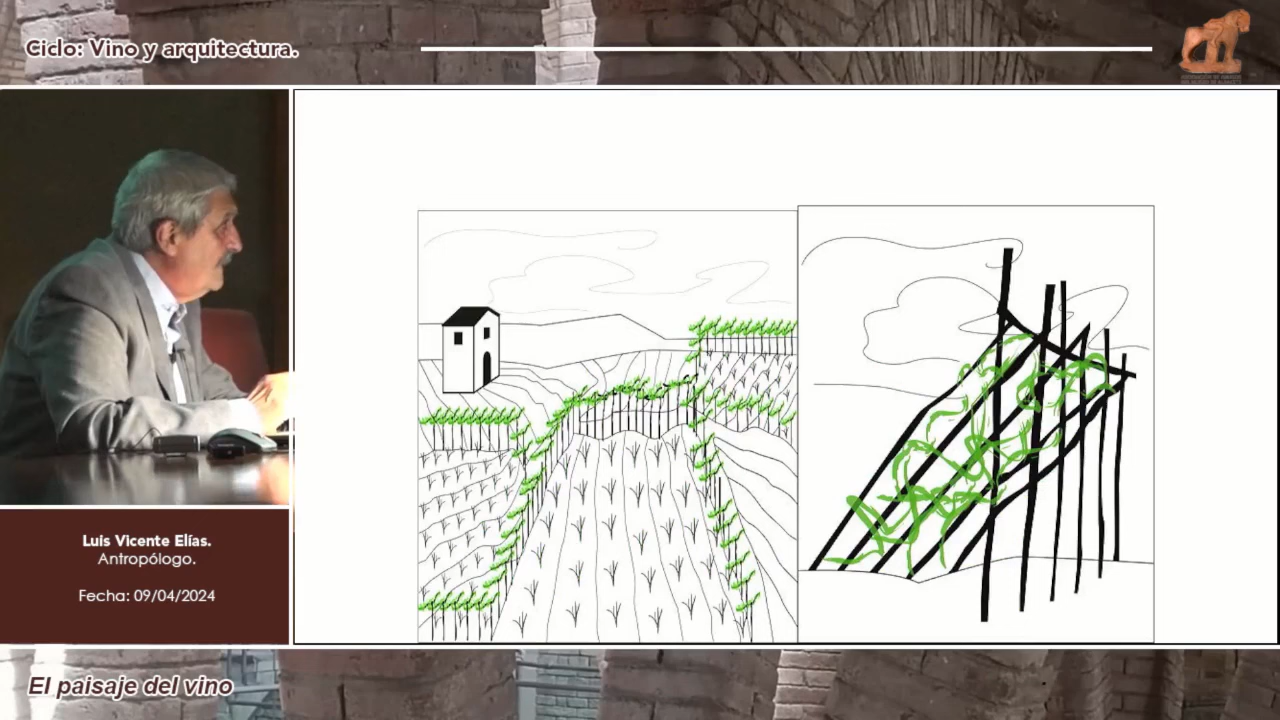 Ciclo: Vino y arquitectura.
Luis Vicente Elías.
Antropólogo.
Fecha: 09/04/2024
El paisaje del vino